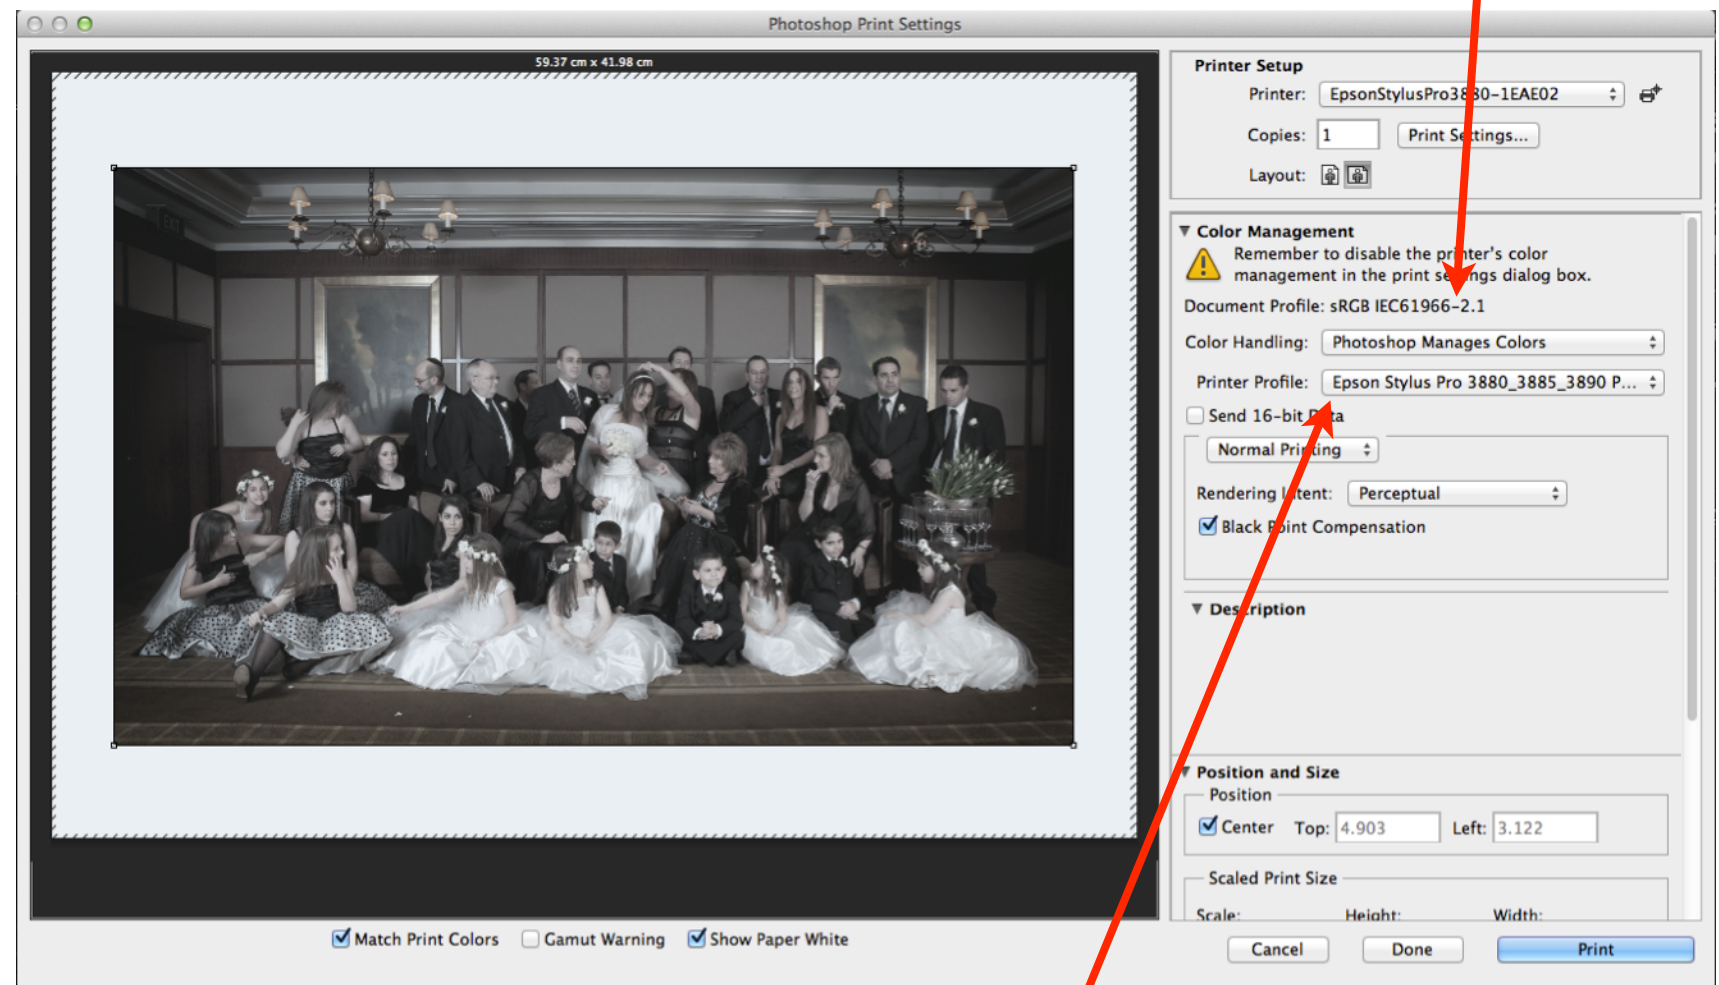 Photoshop Print Settings
59.37 cm x 41.98 cm
EXIT
Printer Setup
Printer: EpsonStylusPro3880-1EAE02
Copies: 1 Print Settings...
Layout:
Color Management
Remember to disable the printer's color
management in the print settings dialog box.
Document Profile: sRGB IEC61966-2.1
Color Handling: Photoshop Manages Colors
Printer Profile: Epson Stylus Pro 3880_3885_3890 P...
Send 16-bit Data
Normal Printing
Rendering Intent: Perceptual
Black Point Compensation
Description
Position and Size
Position
Center Top: 4.903 Left: 3.122
Scaled Print Size
Scale: Height: Width:
Match Print Colors Gamut Warning Show Paper White
Cancel Done Print